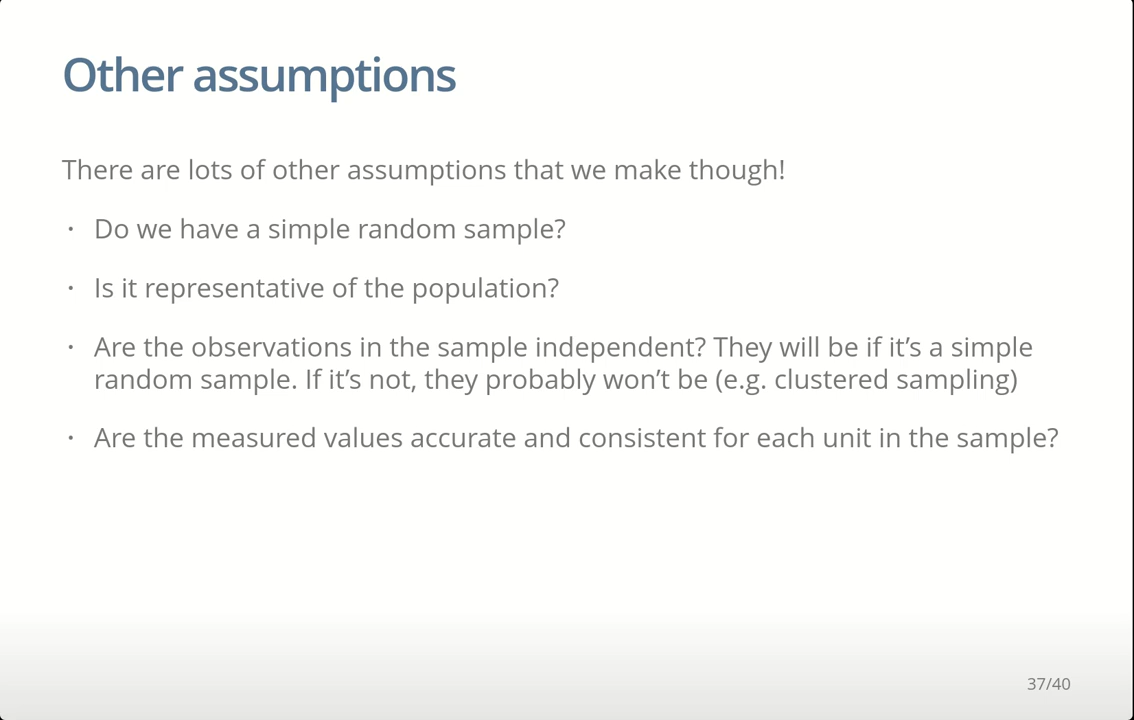 Other assumptions
There are lots of other assumptions that we make though!
· Do we have a simple random sample?
· Is it representative of the population?
· Are the observations in the sample independent? They will be if it’s a simple
random sample. If it’s not, they probably won’t be (e.g. clustered sampling)
· Are the measured values accurate and consistent for each unit in the sample?
37/40